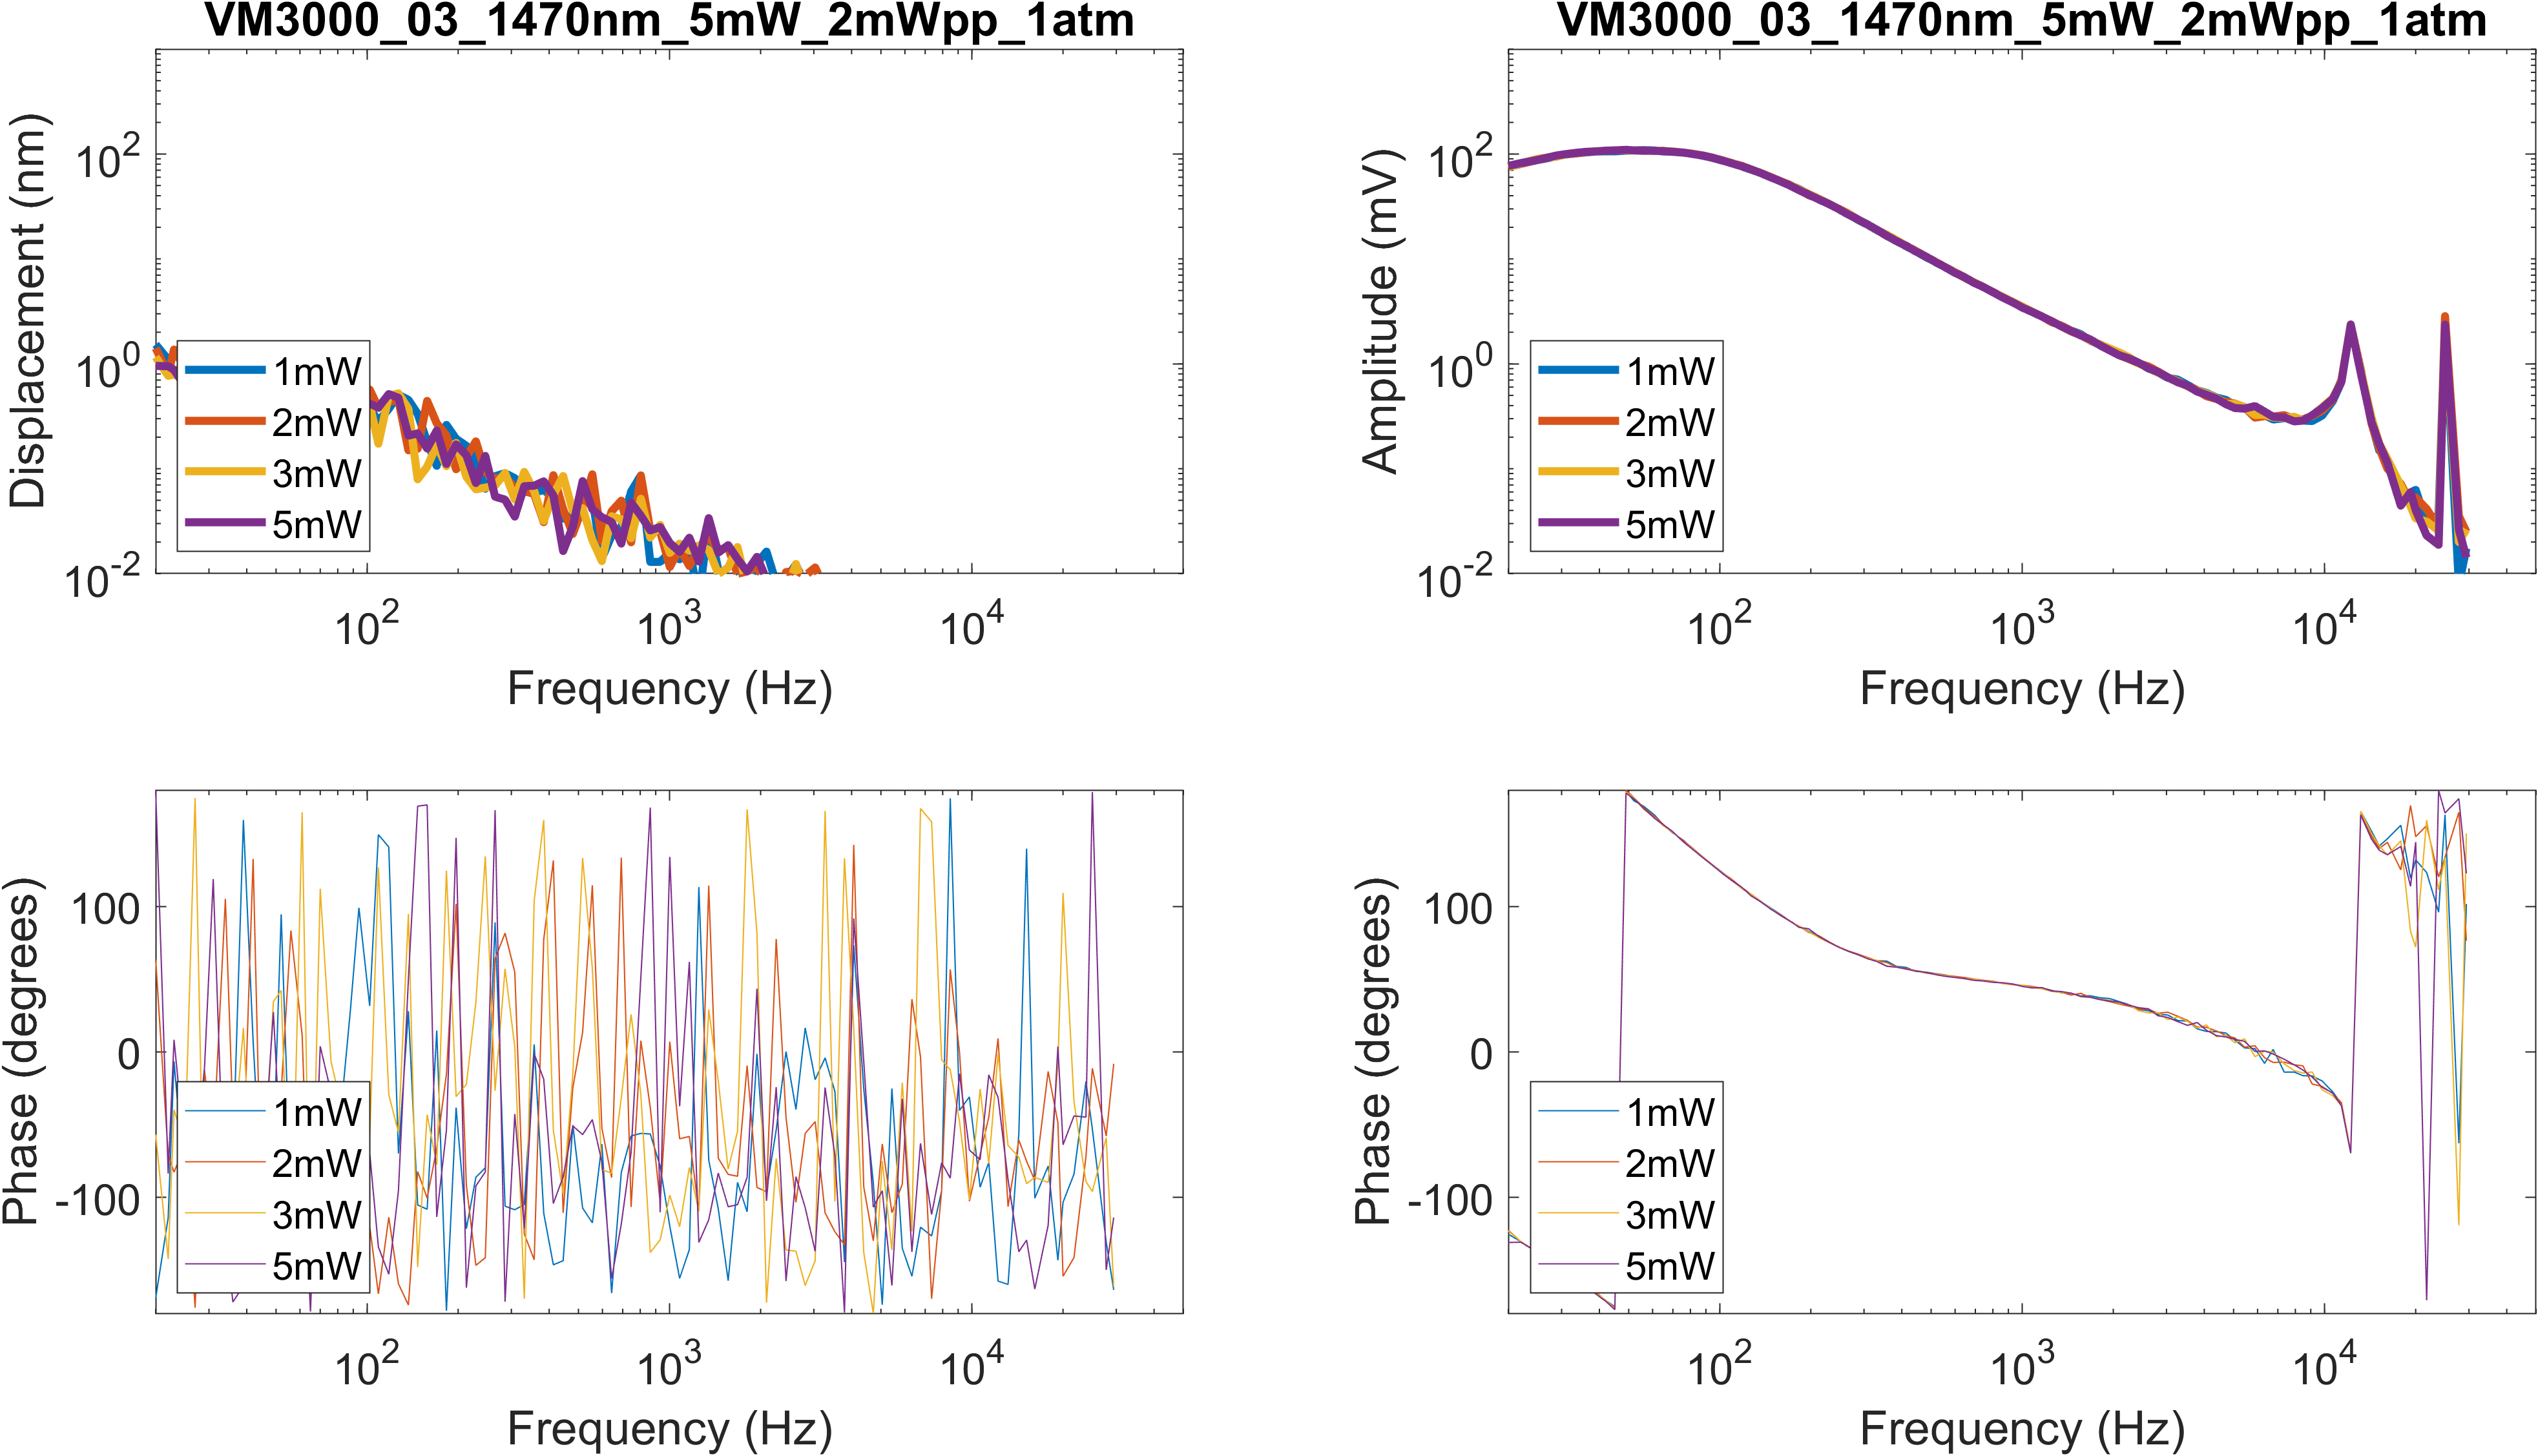 VM3000_03_1470nm_5mW_2mWpp_1atm
Displacement (nm)
10^2
10^0
10^-2
1mW
2mW
3mW
5mW
10^2 10^3 10^4
Frequency (Hz)
VM3000_03_1470nm_5mW_2mWpp_1atm
Amplitude (mV)
10^2
10^0
10^-2
1mW
2mW
3mW
5mW
10^2 10^3 10^4
Frequency (Hz)
Phase (degrees)
100
0
-100
1mW
2mW
3mW
5mW
10^2 10^3 10^4
Frequency (Hz)
Phase (degrees)
100
0
-100
1mW
2mW
3mW
5mW
10^2 10^3 10^4
Frequency (Hz)